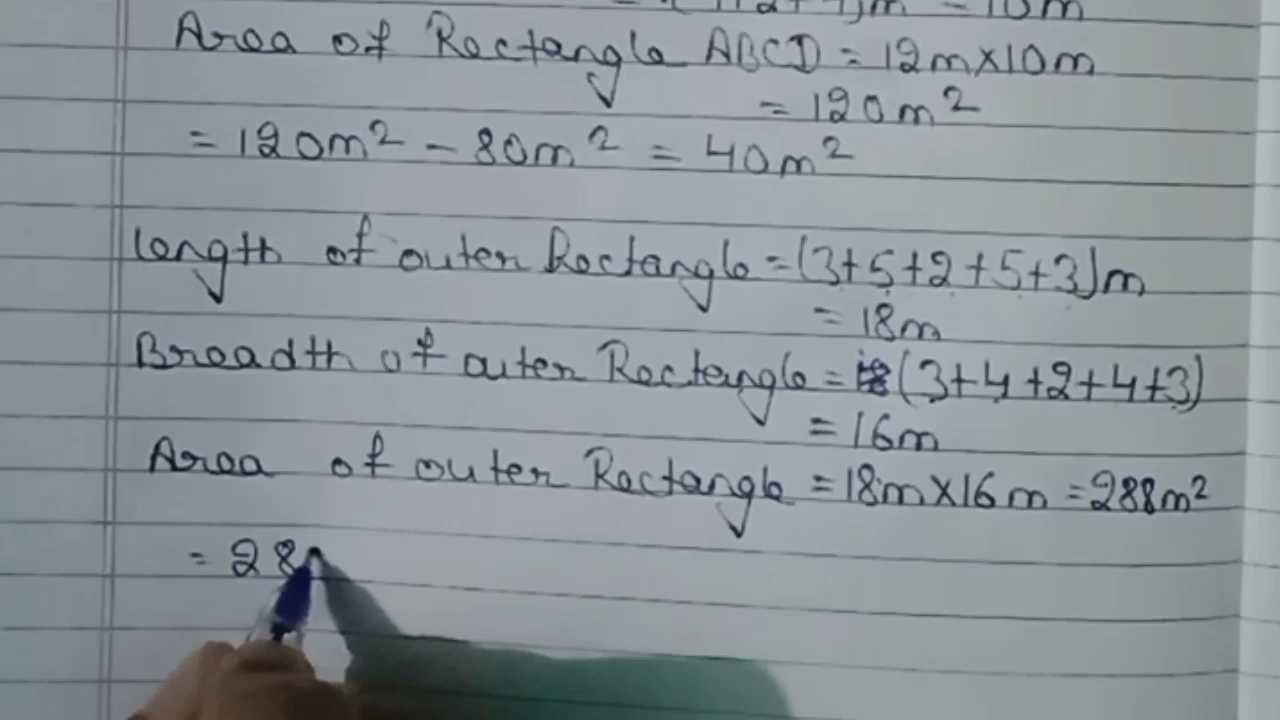 = 10m
Area of Rectangle ABCD = 12m×10m
= 120m²
= 120m² - 80m² = 40m²
length of outer Rectangle = (3+5+2+5+3)m
= 18m
Breadth of outer Rectangle = (3+4+2+4+3)
= 16m
Area of outer Rectangle = 18m×16m = 288m²
= 28